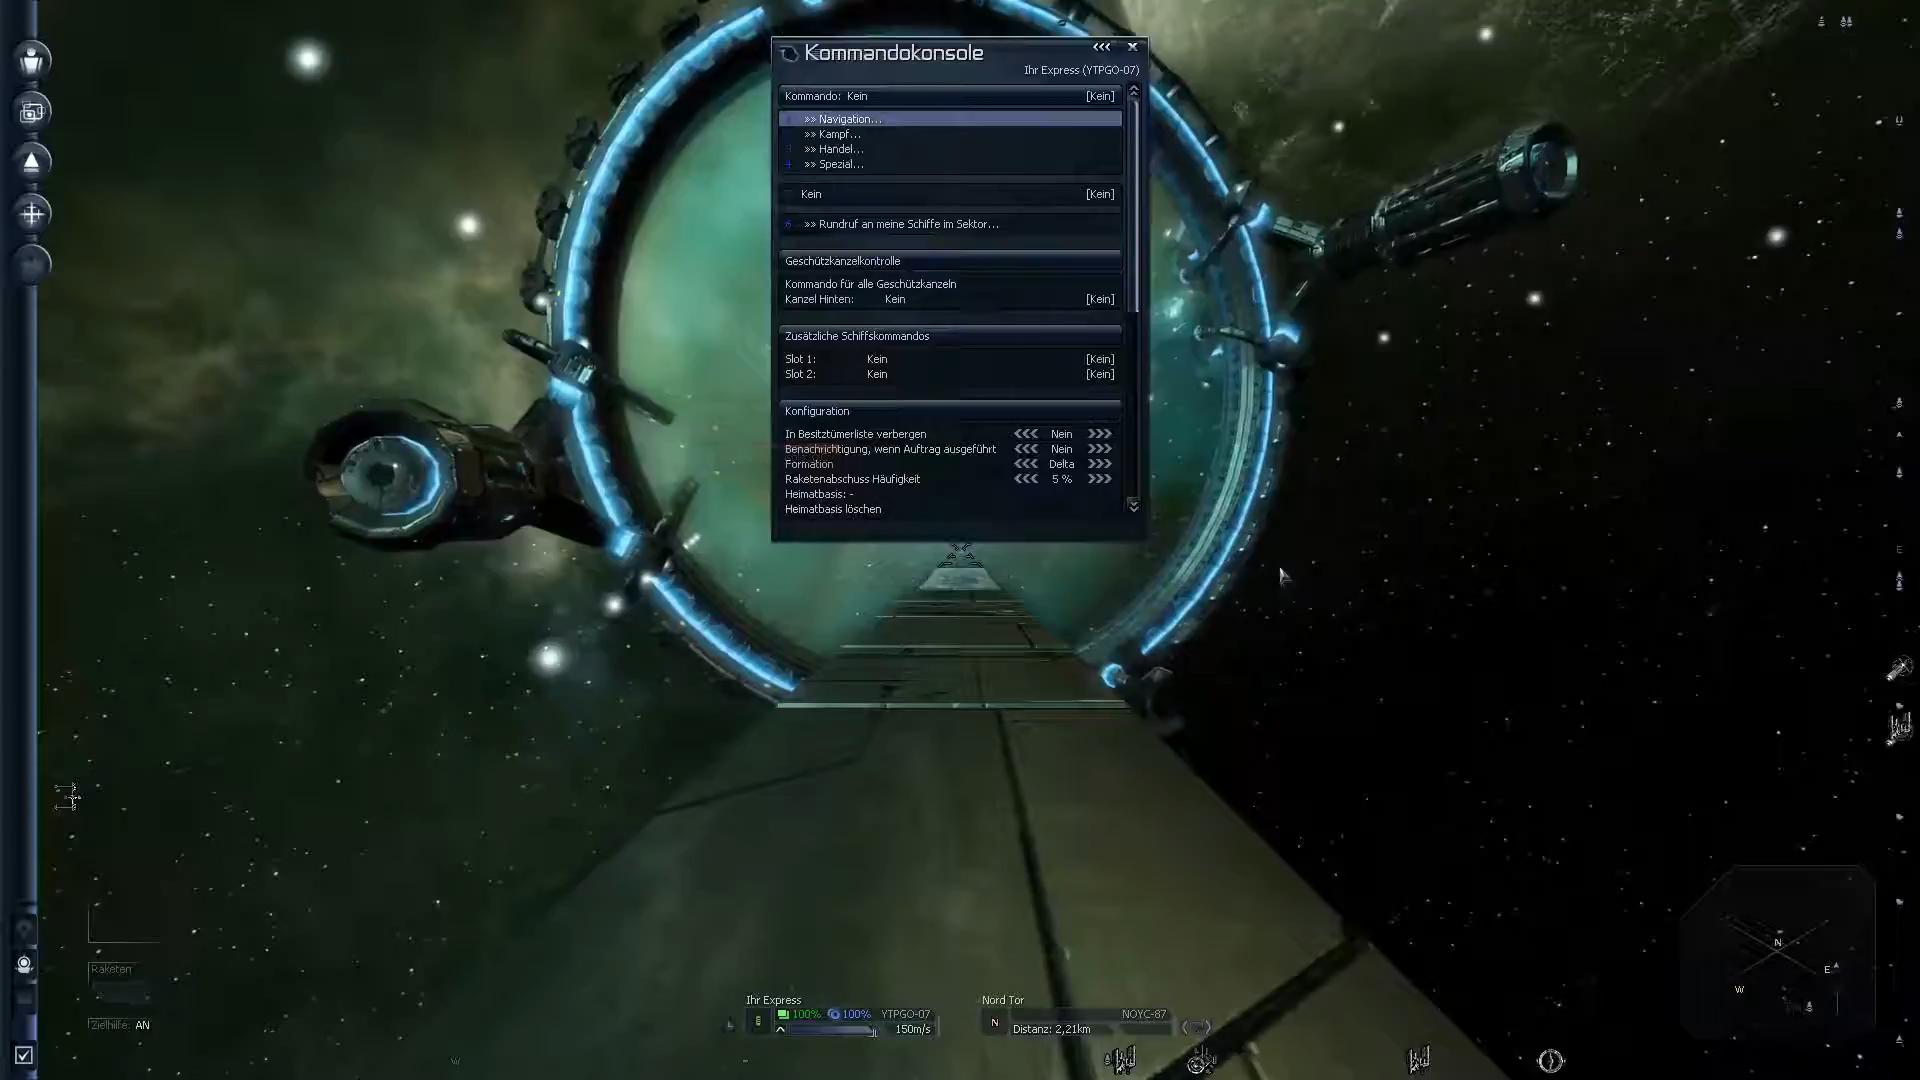 Kommandokonsole
Ihr Express (YTPGO-07)
Kommando: Kein [Kein]
>> Navigation...
>> Kampf...
3 >> Handel...
4 >> Spezial...
Kein [Kein]
6 >> Rundruf an meine Schiffe im Sektor...
Geschützkanzelkontrolle
Kommando für alle Geschützkanzeln
Kanzel Hinten: Kein [Kein]
Zusätzliche Schiffskommandos
Slot 1: Kein [Kein]
Slot 2: Kein [Kein]
Konfiguration
In Besitztümerliste verbergen <<< Nein >>>
Benachrichtigung, wenn Auftrag ausgeführt <<< Nein >>>
Formation <<< Delta >>>
Raketenabschuss Häufigkeit <<< 5 % >>>
Heimatbasis: -
Heimatbasis löschen
N
E
W
Raketen
Zielhilfe: AN
Ihr Express
100% 100% YTPGO-07
150m/s
Nord Tor
N NOYC-87
Distanz: 2,21km